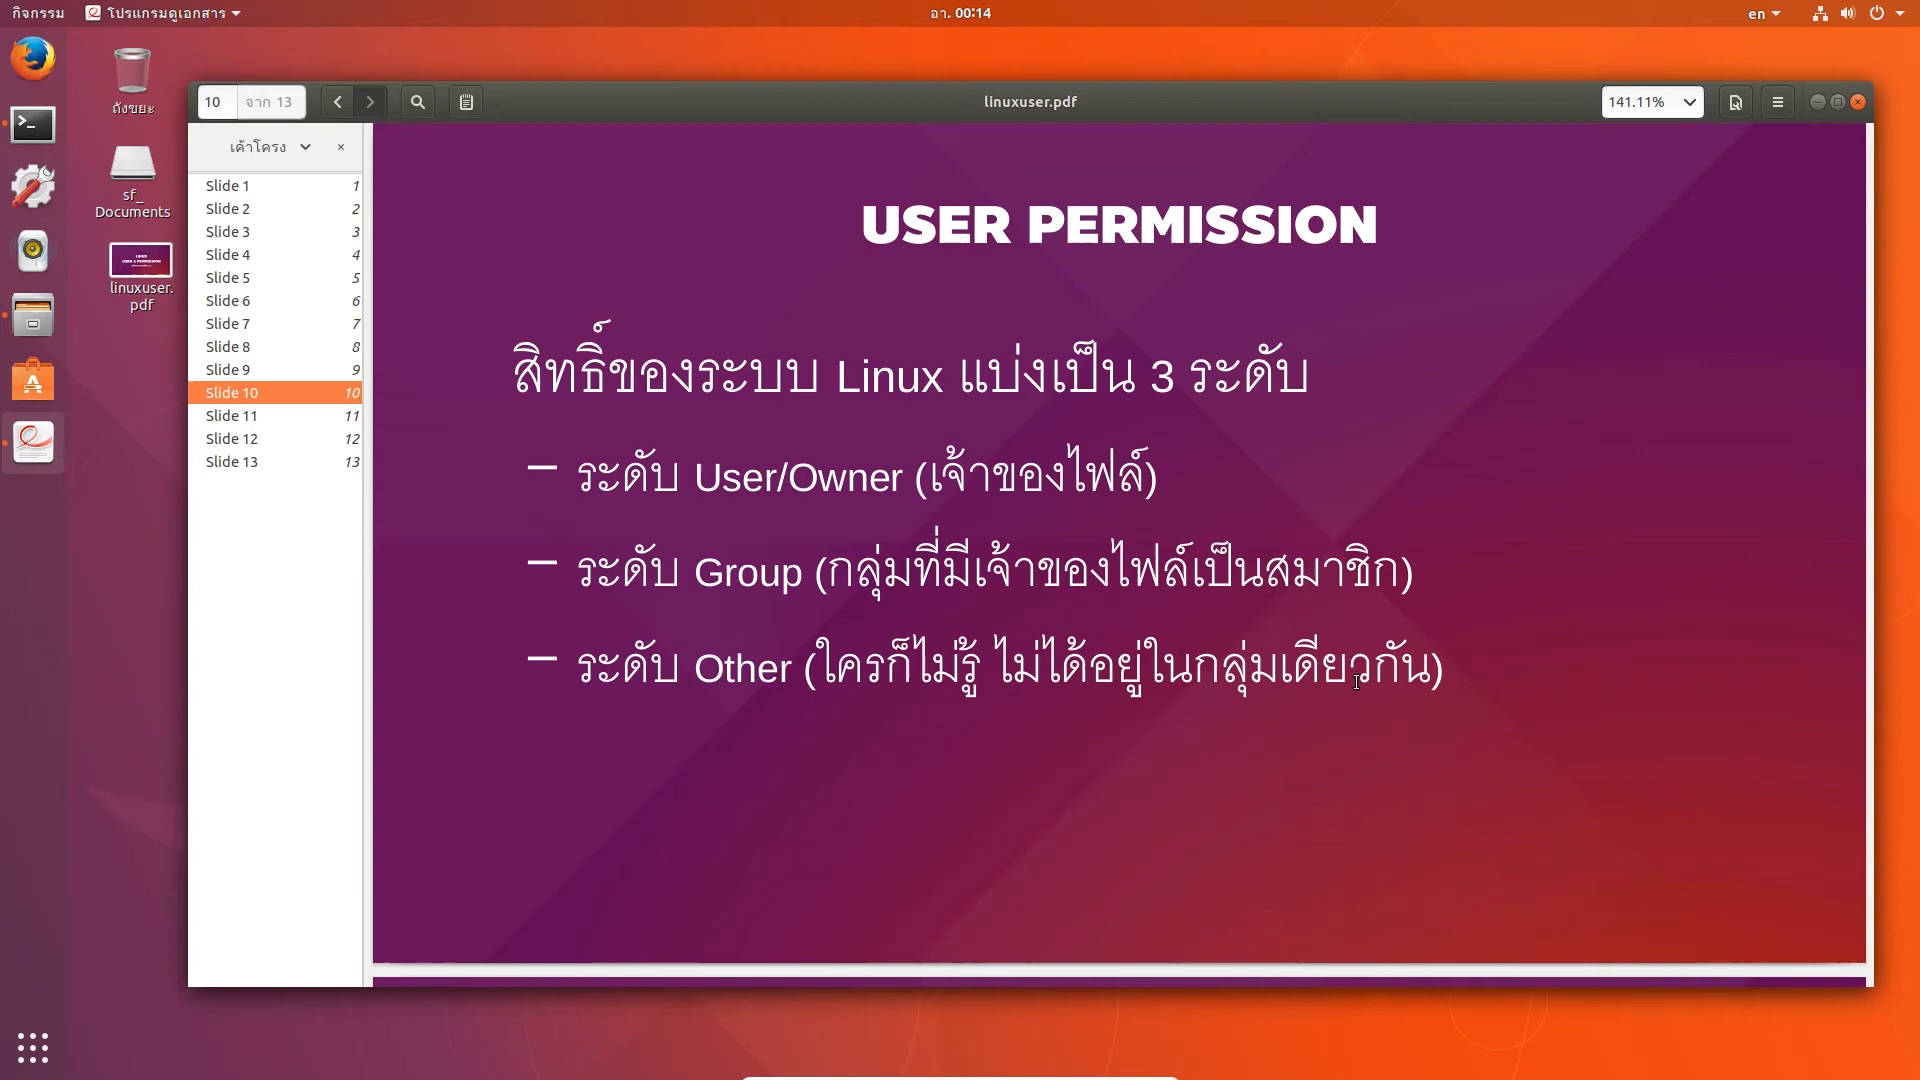 กิจกรรม
โปรแกรมดูเอกสาร
อา. 00:14
en
ถังขยะ
sf_
Documents
linuxuser.
pdf
10
จาก 13
linuxuser.pdf
141.11%
เค้าโครง
Slide 1 1
Slide 2 2
Slide 3 3
Slide 4 4
Slide 5 5
Slide 6 6
Slide 7 7
Slide 8 8
Slide 9 9
Slide 10 10
Slide 11 11
Slide 12 12
Slide 13 13
USER PERMISSION
สิทธิ์ของระบบ Linux แบ่งเป็น 3 ระดับ
– ระดับ User/Owner (เจ้าของไฟล์)
– ระดับ Group (กลุ่มที่มีเจ้าของไฟล์เป็นสมาชิก)
– ระดับ Other (ใครก็ไม่รู้ ไม่ได้อยู่ในกลุ่มเดียวกัน)